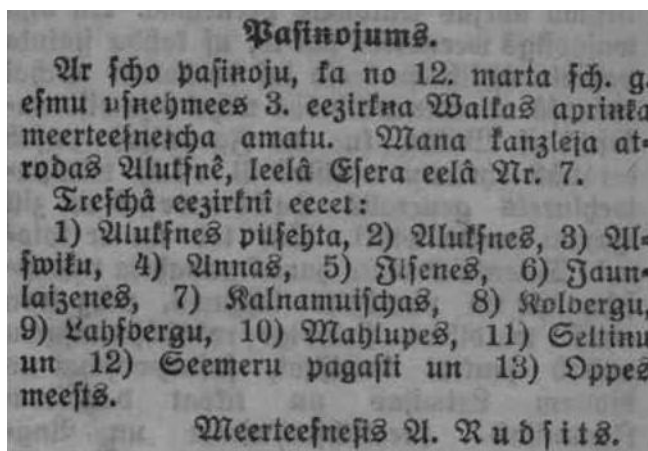 Paſinojums.
Ar ſcho paſinoju, ka no 12. marta ſch. g.
eſmu uſnehmees 3. eezirkna Walkas aprinka
meerteeſneſcha amatu. Mana kanzleja at-
rodas Alukſnê, leelâ Eſera eelâ Nr. 7.
Treſchâ eezirknî eeeet:
1) Alukſnes pilſehta, 2) Alukſnes, 3) Al-
ſwiku, 4) Annas, 5) Jlſenes, 6) Jaun-
laizenes, 7) Kalnamuiſchas, 8) Kolbergu,
9) Lahſbergu, 10) Mahlupes, 11) Seltinu
un 12) Seemeru pagaſti un 13) Oppes
meeſts.
Meerteeſneſis A. Rudſits.